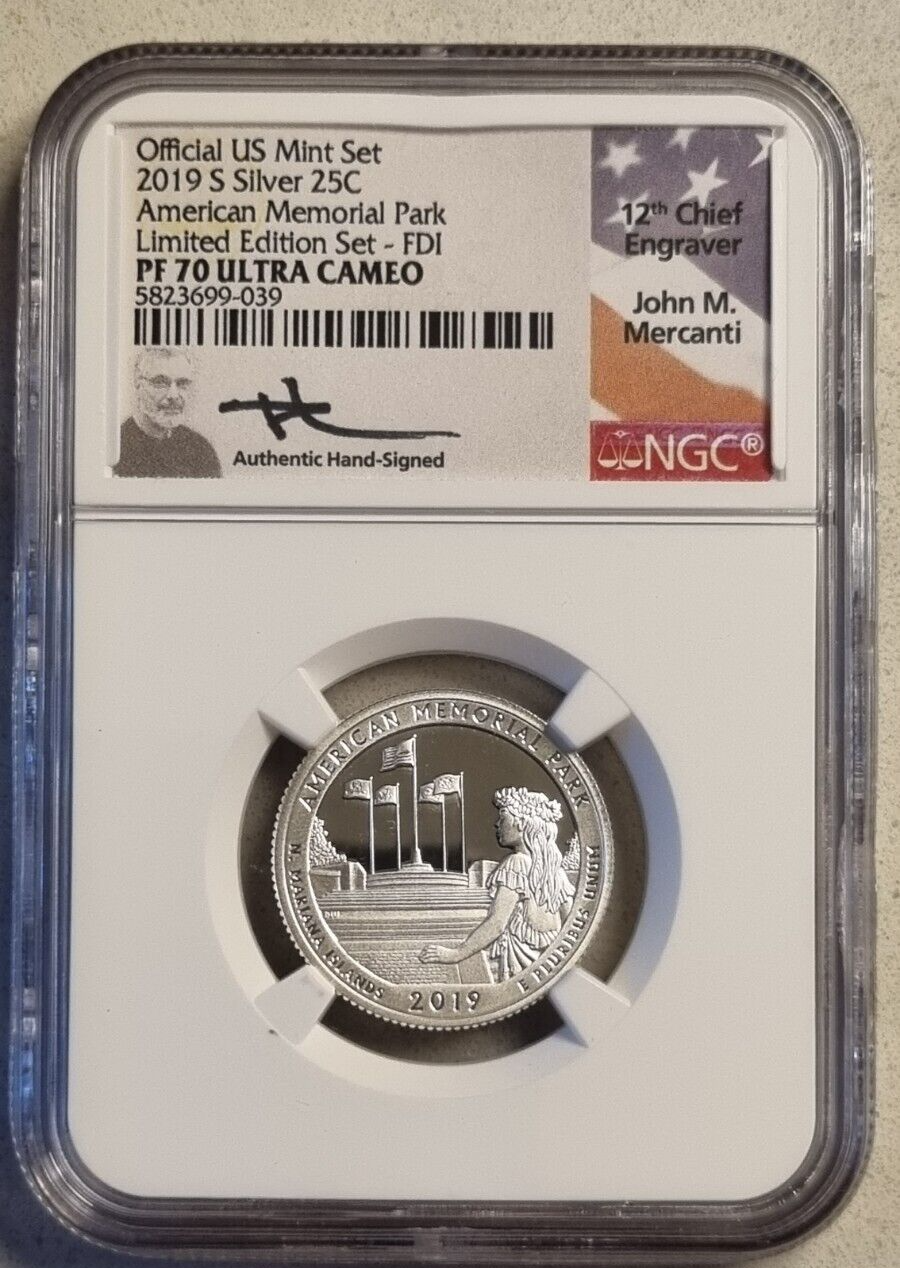 Official US Mint Set
2019 S Silver 25C
American Memorial Park
Limited Edition Set - FDI
PF 70 ULTRA CAMEO
5823699-039
Authentic Hand-Signed
12th Chief
Engraver
John M.
Mercanti
NGC®
AMERICAN MEMORIAL PARK
N. MARIANA ISLANDS
2019
E PLURIBUS UNUM